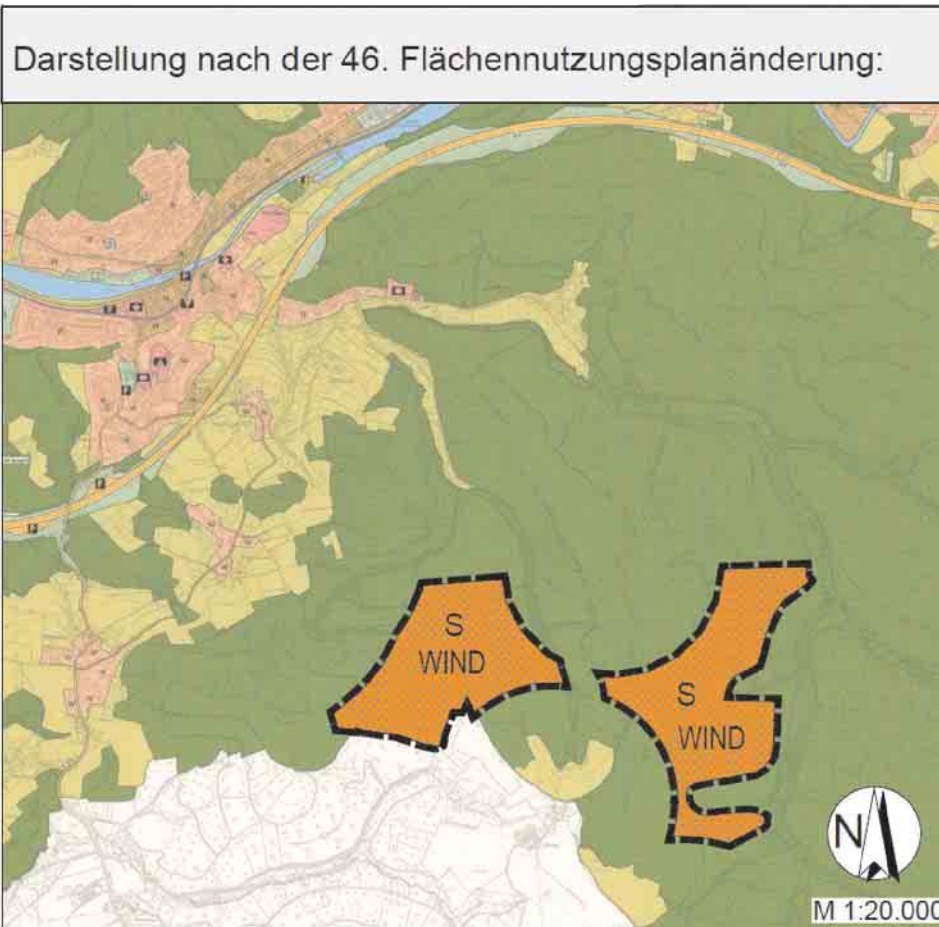 Darstellung nach der 46. Flächennutzungsplanänderung:
S
WIND
S
WIND
N
M 1:20.000